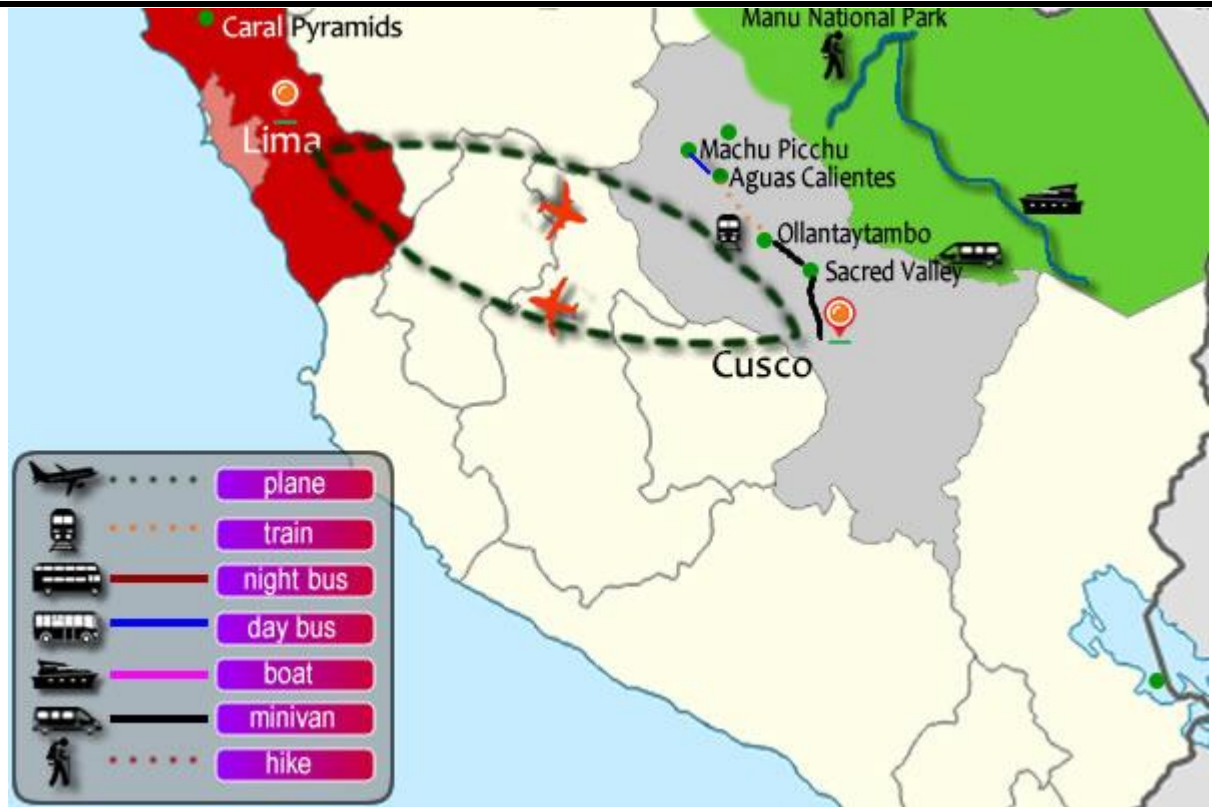 Manu National Park
Caral Pyramids
Lima
Machu Picchu
Aguas Calientes
Ollantaytambo
Sacred Valley
Cusco
plane
train
night bus
day bus
boat
minivan
hike